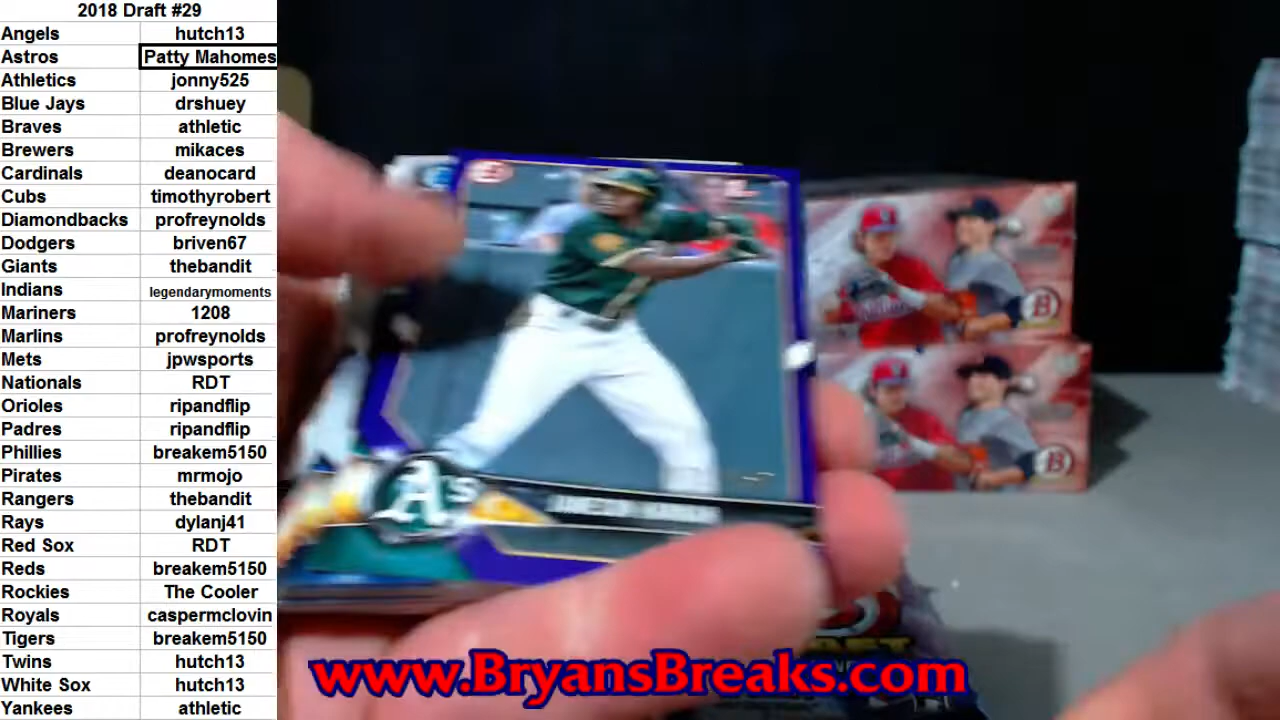 2018 Draft #29
Angels hutch13
Astros Patty Mahomes
Athletics jonny525
Blue Jays drshuey
Braves athletic
Brewers mikaces
Cardinals deanocard
Cubs timothyrobert
Diamondbacks profreynolds
Dodgers briven67
Giants thebandit
Indians legendarymoments
Mariners 1208
Marlins profreynolds
Mets jpwsports
Nationals RDT
Orioles ripandflip
Padres ripandflip
Phillies breakem5150
Pirates mrmojo
Rangers thebandit
Rays dylanj41
Red Sox RDT
Reds breakem5150
Rockies The Cooler
Royals caspermclovin
Tigers breakem5150
Twins hutch13
White Sox hutch13
Yankees athletic
A's
B
B
www.BryansBreaks.com